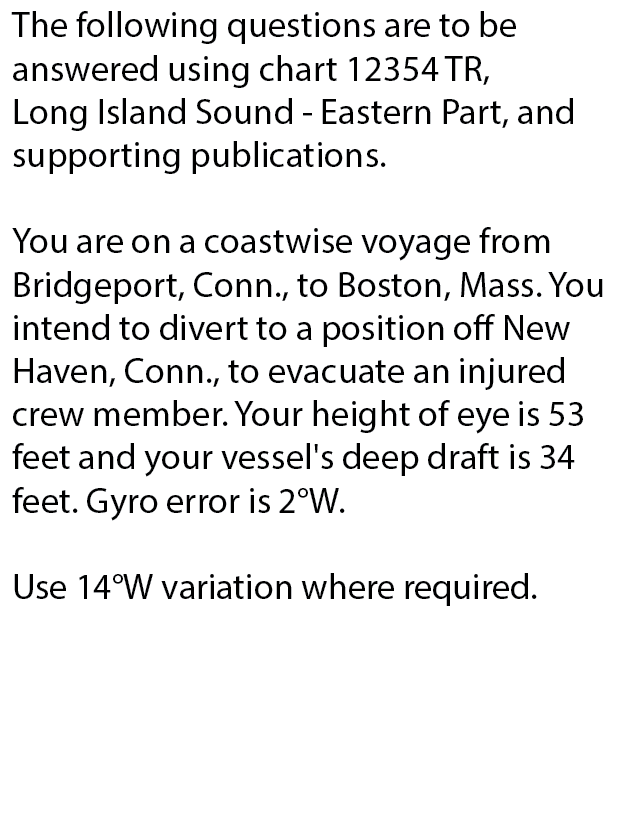 The following questions are to be
answered using chart 12354 TR,
Long Island Sound - Eastern Part, and
supporting publications.
You are on a coastwise voyage from
Bridgeport, Conn., to Boston, Mass. You
intend to divert to a position off New
Haven, Conn., to evacuate an injured
crew member. Your height of eye is 53
feet and your vessel's deep draft is 34
feet. Gyro error is 2°W.
Use 14°W variation where required.